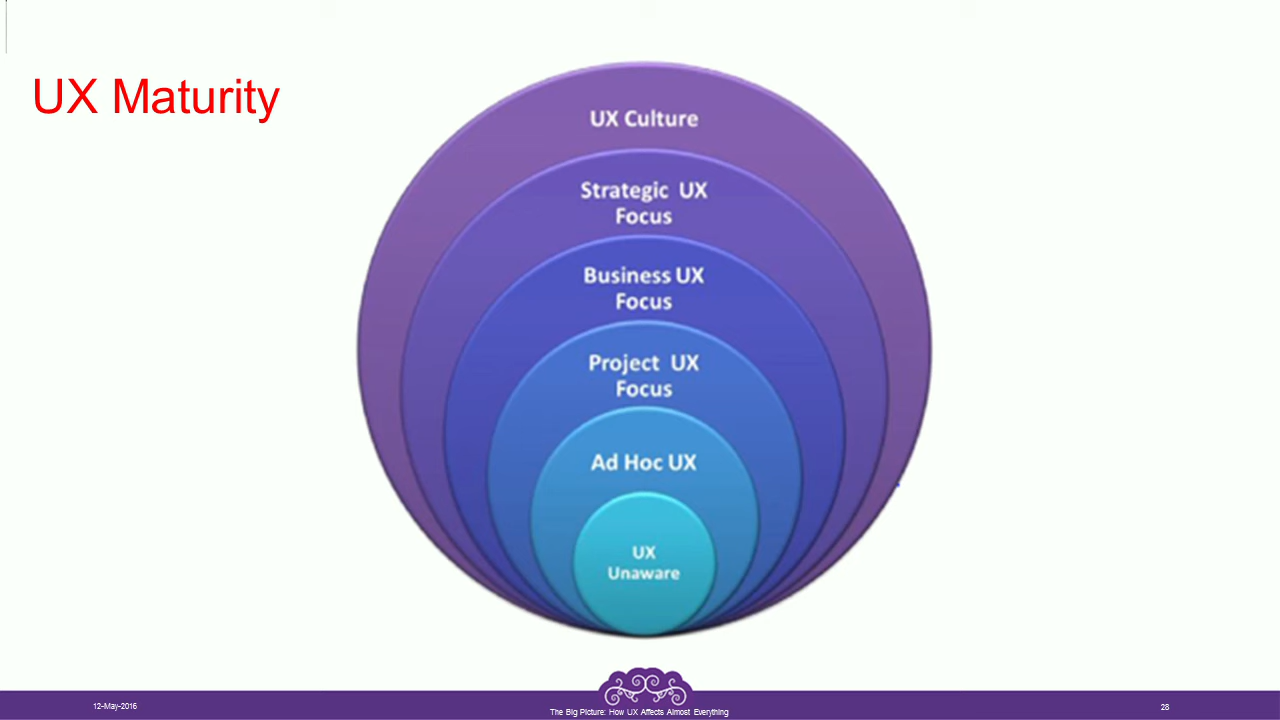 UX Maturity
UX Culture
Strategic UX
Focus
Business UX
Focus
Project UX
Focus
Ad Hoc UX
UX
Unaware
12-May-2016
The Big Picture: How UX Affects Almost Everything
28